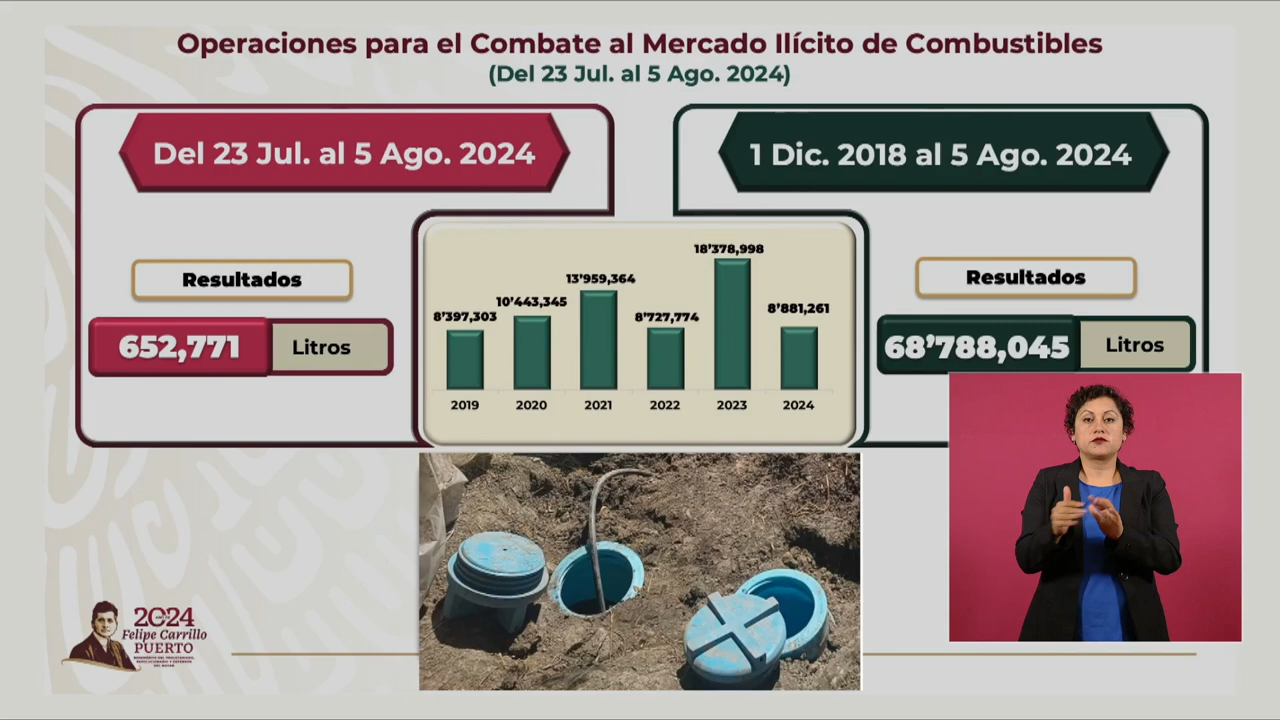 Operaciones para el Combate al Mercado Ilícito de Combustibles
(Del 23 Jul. al 5 Ago. 2024)
Del 23 Jul. al 5 Ago. 2024
Resultados
652,771 Litros
8'397,303
10'443,345
13'959,364
8'727,774
18'378,998
8'881,261
2019 2020 2021 2022 2023 2024
1 Dic. 2018 al 5 Ago. 2024
Resultados
68'788,045 Litros
2024
Felipe Carrillo
PUERTO